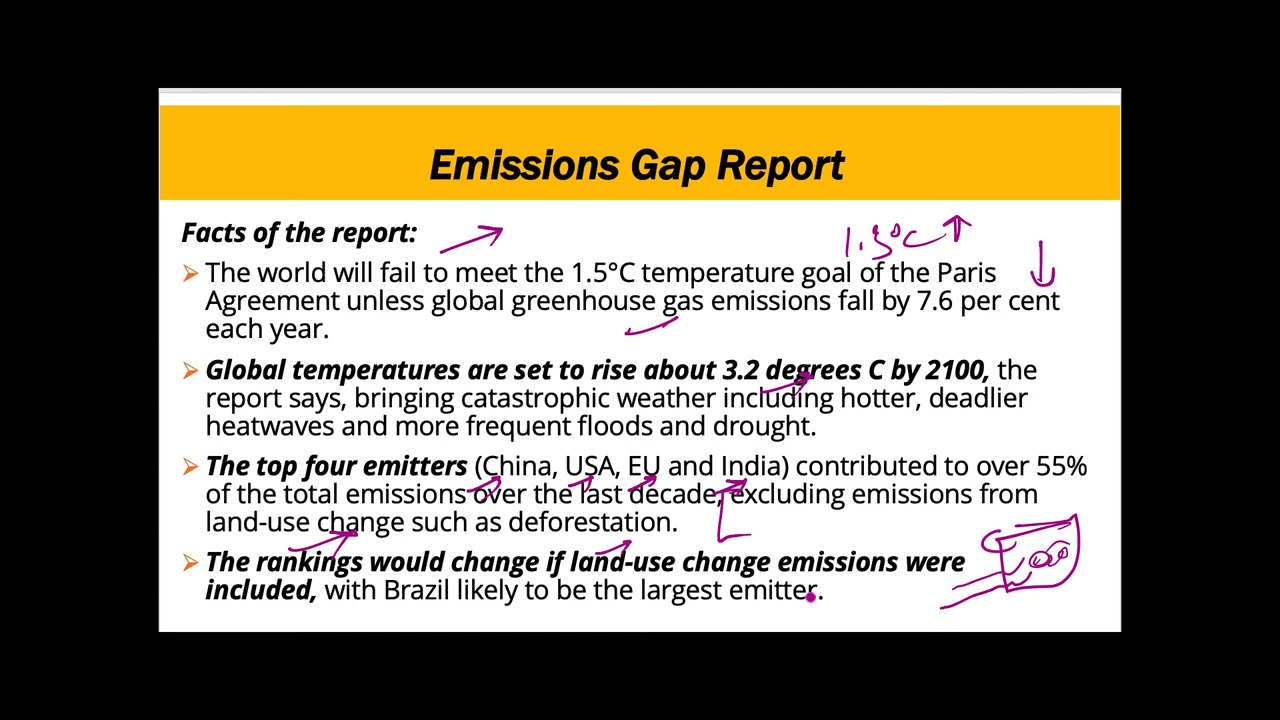 Emissions Gap Report
Facts of the report:
1.5°C
The world will fail to meet the 1.5°C temperature goal of the Paris
Agreement unless global greenhouse gas emissions fall by 7.6 per cent
each year.
Global temperatures are set to rise about 3.2 degrees C by 2100, the
report says, bringing catastrophic weather including hotter, deadlier
heatwaves and more frequent floods and drought.
The top four emitters (China, USA, EU and India) contributed to over 55%
of the total emissions over the last decade, excluding emissions from
land-use change such as deforestation.
The rankings would change if land-use change emissions were
included, with Brazil likely to be the largest emitter.